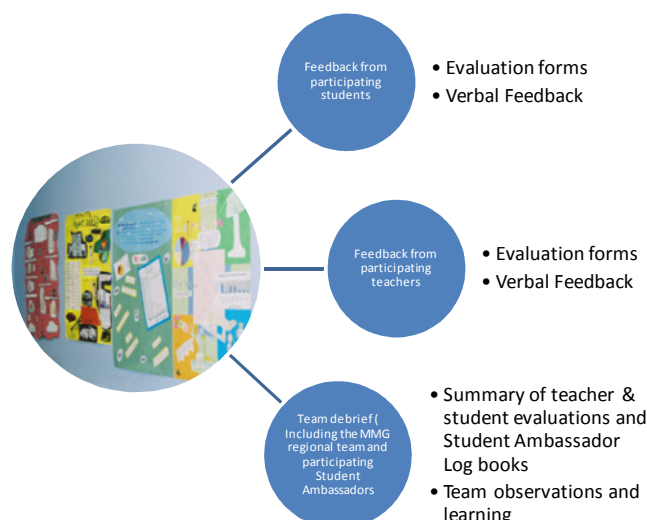 Feedback from
participating
students
• Evaluation forms
• Verbal Feedback
Feedback from
participating
teachers
• Evaluation forms
• Verbal Feedback
Team debrief (
Including the MMG
regional team and
participating
Student
Ambassadors
• Summary of teacher &
student evaluations and
Student Ambassador
Log books
• Team observations and
learning